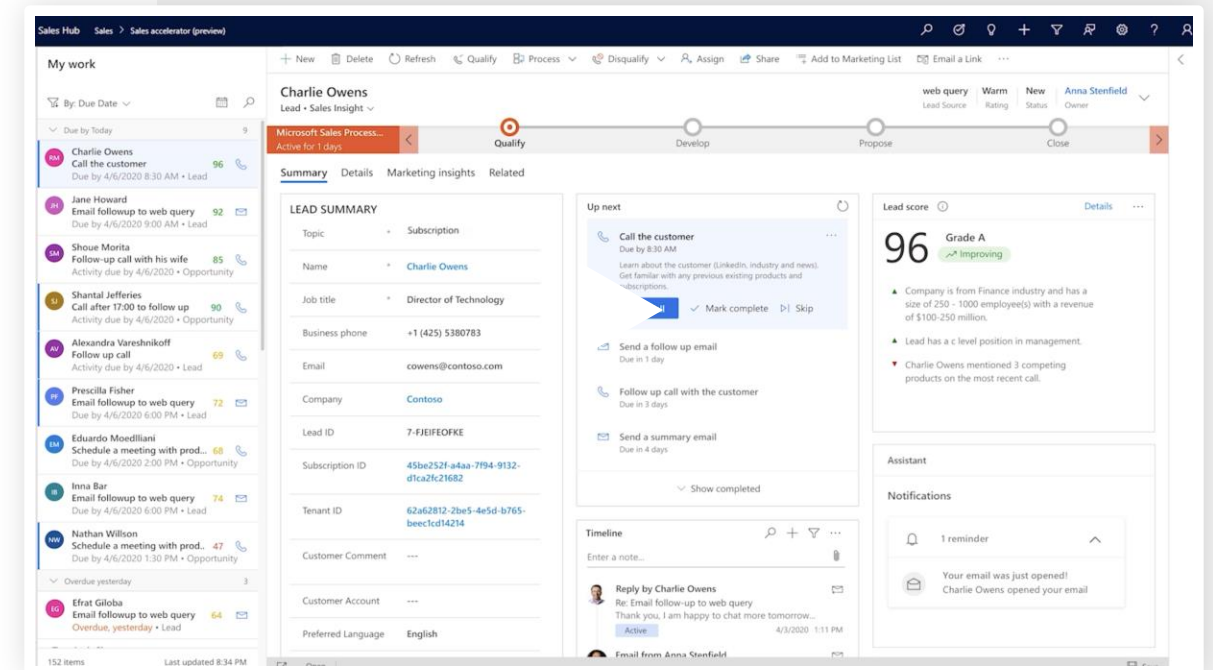 Sales Hub Sales > Sales accelerator (preview)
My work
By: Due Date
Due by Today 9
RM Charlie Owens
Call the customer 96
Due by 4/6/2020 8:30 AM • Lead
JH Jane Howard
Email followup to web query 92
Due by 4/6/2020 9:00 AM • Lead
SM Shoue Morita
Follow-up call with his wife 85
Activity due by 4/6/2020 • Opportunity
SJ Shantal Jefferies
Call after 17:00 to follow up 90
Activity due by 4/6/2020 • Opportunity
AV Alexandra Vareshnikoff
Follow up call 69
Activity due by 4/6/2020 • Lead
PF Prescilla Fisher
Email followup to web query 72
Due by 4/6/2020 6:00 PM • Lead
EM Eduardo Moedlliani
Schedule a meeting with prod... 68
Due by 4/6/2020 2:00 PM • Opportunity
IB Inna Bar
Email followup to web query 74
Due by 4/6/2020 6:00 PM • Lead
NW Nathan Willson
Schedule a meeting with prod.. 47
Due by 4/6/2020 1:30 PM • Opportunity
Overdue yesterday 3
EG Efrat Giloba
Email followup to web query 64
Overdue, yesterday • Lead
152 items Last updated 8:34 PM
New Delete Refresh Qualify Process Disqualify Assign Share Add to Marketing List Email a Link ...
Charlie Owens
Lead • Sales Insight
web query Warm New Anna Stenfield
Lead Source Rating Status Owner
Microsoft Sales Process...
Active for 1 days
Qualify Develop Propose Close
Summary Details Marketing insights Related
LEAD SUMMARY
Topic * Subscription
Name * Charlie Owens
Job title * Director of Technology
Business phone +1 (425) 5380783
Email cowens@contoso.com
Company Contoso
Lead ID 7-FJEIFEOFKE
Subscription ID 45be252f-a4aa-7f94-9132-
d1ca2fc21682
Tenant ID 62a62812-2be5-4e5d-b765-
beec1cd14214
Customer Comment ---
Customer Account ---
Preferred Language English
Up next
Call the customer ...
Due by 8:30 AM
Learn about the customer (LinkedIn. industry and news).
Get familar with any previous existing products and
subscriptions.
Mark complete Skip
Send a follow up email
Due in 1 day
Follow up call with the customer
Due in 3 days
Send a summary email
Due in 4 days
Show completed
Timeline ...
Enter a note...
Reply by Charlie Owens
Re: Email follow-up to web query
Thank you, I am happy to chat more tomorrow...
Active 4/3/2020 1:11 PM
Email from Anna Stenfield
Lead score Details ...
96 Grade A
Improving
Company is from Finance industry and has a
size of 250 - 1000 employee(s) with a revenue
of $100-250 million.
Lead has a c level position in management.
Charlie Owens mentioned 3 competing
products on the most recent call.
Assistant
Notifications
1 reminder
Your email was just opened!
Charlie Owens opened your email